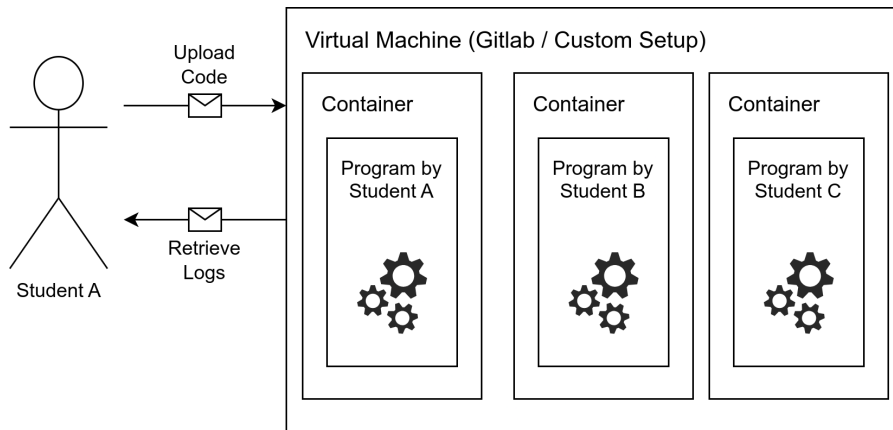 Upload
Code
Retrieve
Logs
Student A
Virtual Machine (Gitlab / Custom Setup)
Container
Program by
Student A
Container
Program by
Student B
Container
Program by
Student C